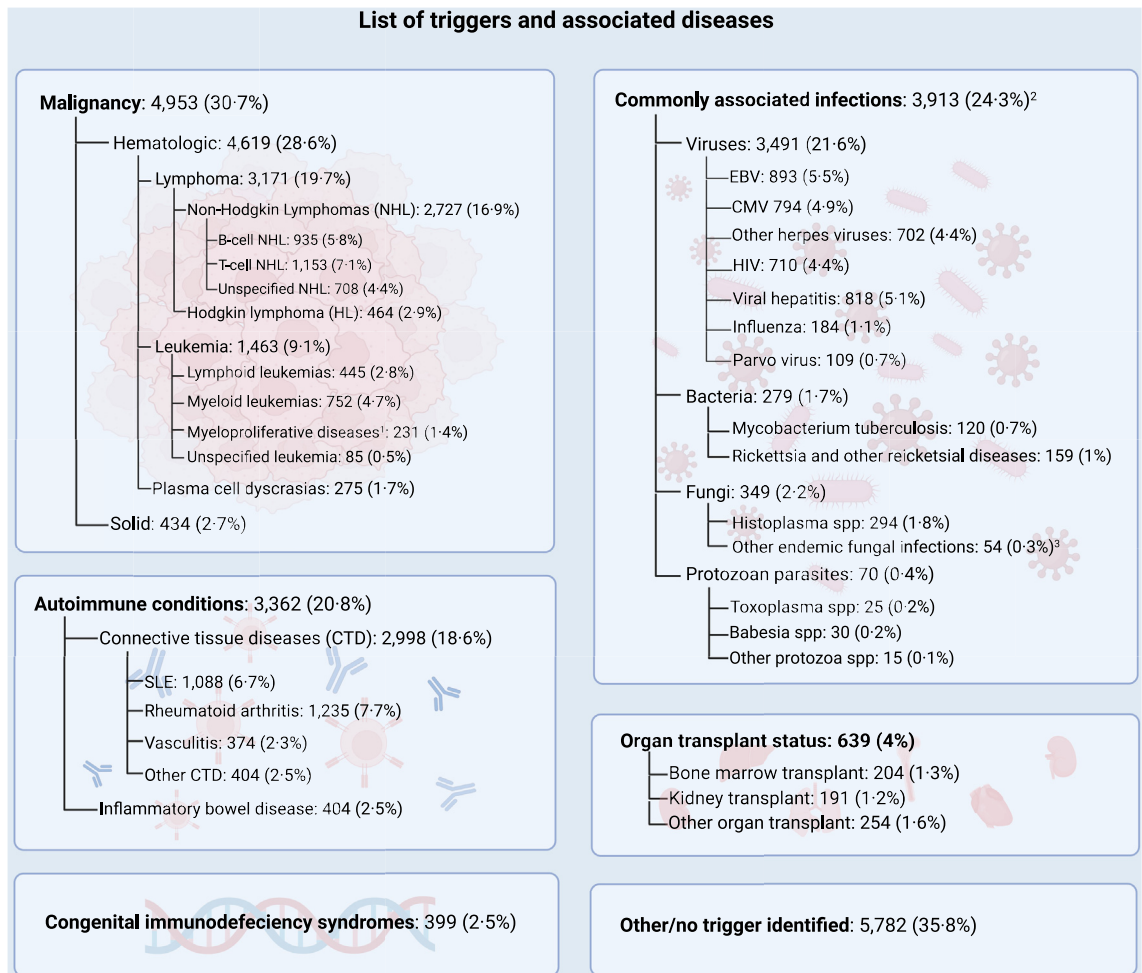 List of triggers and associated diseases
Malignancy: 4,953 (30·7%)
Hematologic: 4,619 (28·6%)
Lymphoma: 3,171 (19·7%)
Non-Hodgkin Lymphomas (NHL): 2,727 (16·9%)
B-cell NHL: 935 (5·8%)
T-cell NHL: 1,153 (7·1%)
Unspecified NHL: 708 (4·4%)
Hodgkin lymphoma (HL): 464 (2·9%)
Leukemia: 1,463 (9·1%)
Lymphoid leukemias: 445 (2·8%)
Myeloid leukemias: 752 (4·7%)
Myeloproliferative diseases¹: 231 (1·4%)
Unspecified leukemia: 85 (0·5%)
Plasma cell dyscrasias: 275 (1·7%)
Solid: 434 (2·7%)
Autoimmune conditions: 3,362 (20·8%)
Connective tissue diseases (CTD): 2,998 (18·6%)
SLE: 1,088 (6·7%)
Rheumatoid arthritis: 1,235 (7·7%)
Vasculitis: 374 (2·3%)
Other CTD: 404 (2·5%)
Inflammatory bowel disease: 404 (2·5%)
Congenital immunodefeciency syndromes: 399 (2·5%)
Commonly associated infections: 3,913 (24·3%)²
Viruses: 3,491 (21·6%)
EBV: 893 (5·5%)
CMV 794 (4·9%)
Other herpes viruses: 702 (4·4%)
HIV: 710 (4·4%)
Viral hepatitis: 818 (5·1%)
Influenza: 184 (1·1%)
Parvo virus: 109 (0·7%)
Bacteria: 279 (1·7%)
Mycobacterium tuberculosis: 120 (0·7%)
Rickettsia and other reicketsial diseases: 159 (1%)
Fungi: 349 (2·2%)
Histoplasma spp: 294 (1·8%)
Other endemic fungal infections: 54 (0·3%)³
Protozoan parasites: 70 (0·4%)
Toxoplasma spp: 25 (0·2%)
Babesia spp: 30 (0·2%)
Other protozoa spp: 15 (0·1%)
Organ transplant status: 639 (4%)
Bone marrow transplant: 204 (1·3%)
Kidney transplant: 191 (1·2%)
Other organ transplant: 254 (1·6%)
Other/no trigger identified: 5,782 (35·8%)